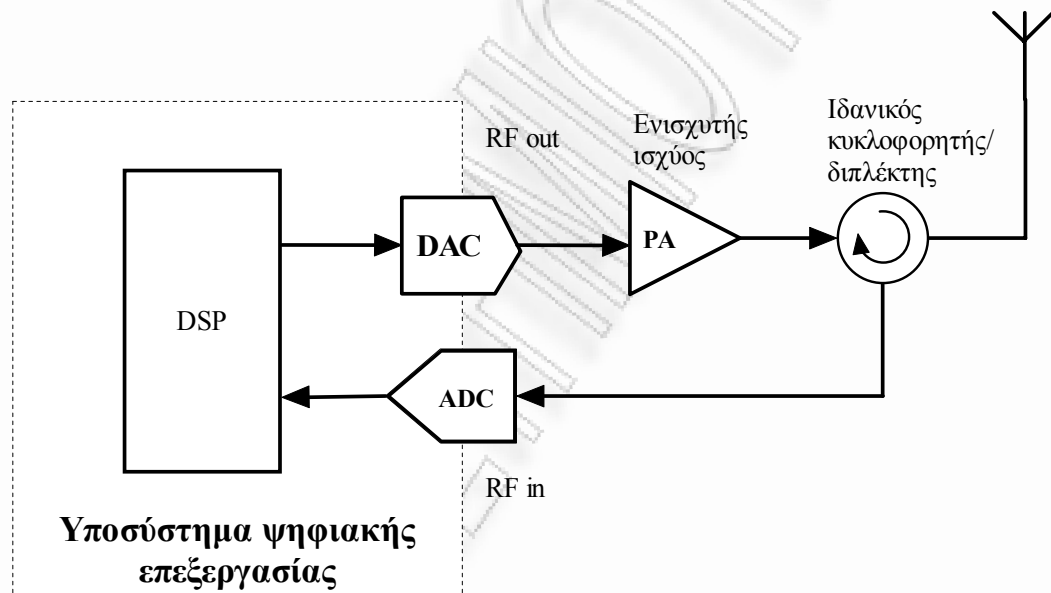 RF out
Ενισχυτής
ισχύος
Ιδανικός
κυκλοφορητής/
διπλέκτης
DAC
PA
DSP
ADC
RF in
Υποσύστημα ψηφιακής
επεξεργασίας